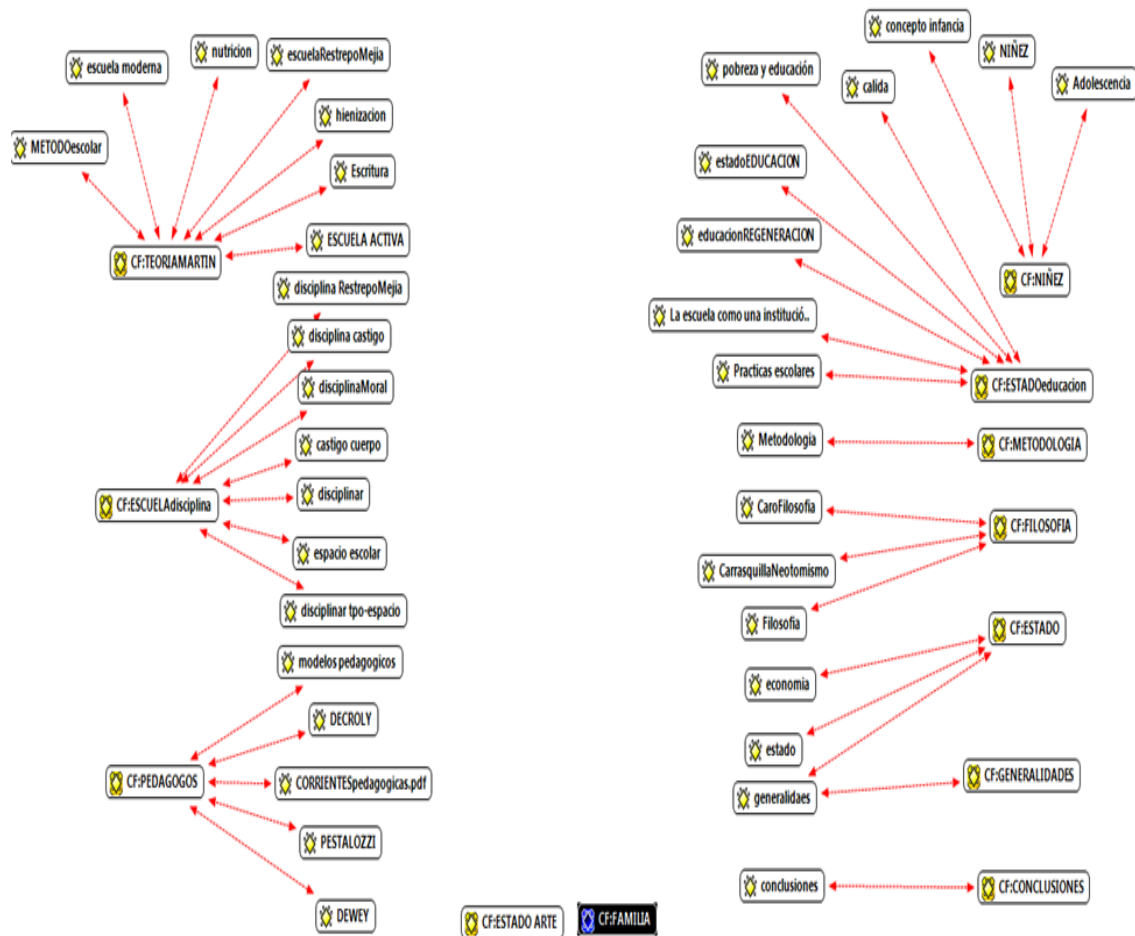 escuela moderna
nutricion
escuelaRestrepoMejia
hienizacion
METODOescolar
Escritura
ESCUELA ACTIVA
CF:TEORIAMARTIN
disciplina RestrepoMejia
disciplina castigo
disciplinaMoral
castigo cuerpo
disciplinar
CF:ESCUELAdisciplina
espacio escolar
disciplinar tpo-espacio
modelos pedagogicos
DECROLY
CF:PEDAGOGOS
CORRIENTESpedagogicas.pdf
PESTALOZZI
DEWEY
CF:ESTADO ARTE
CF:FAMILIA
concepto infancia
NIÑEZ
pobreza y educación
calida
Adolescencia
estadoEDUCACION
educacionREGENERACION
CF:NIÑEZ
La escuela como una institució..
Practicas escolares
CF:ESTADOeducacion
Metodologia
CF:METODOLOGIA
CaroFilosofia
CF:FILOSOFIA
CarrasquillaNeotomismo
Filosofia
CF:ESTADO
economia
estado
CF:GENERALIDADES
generalidaes
conclusiones
CF:CONCLUSIONES